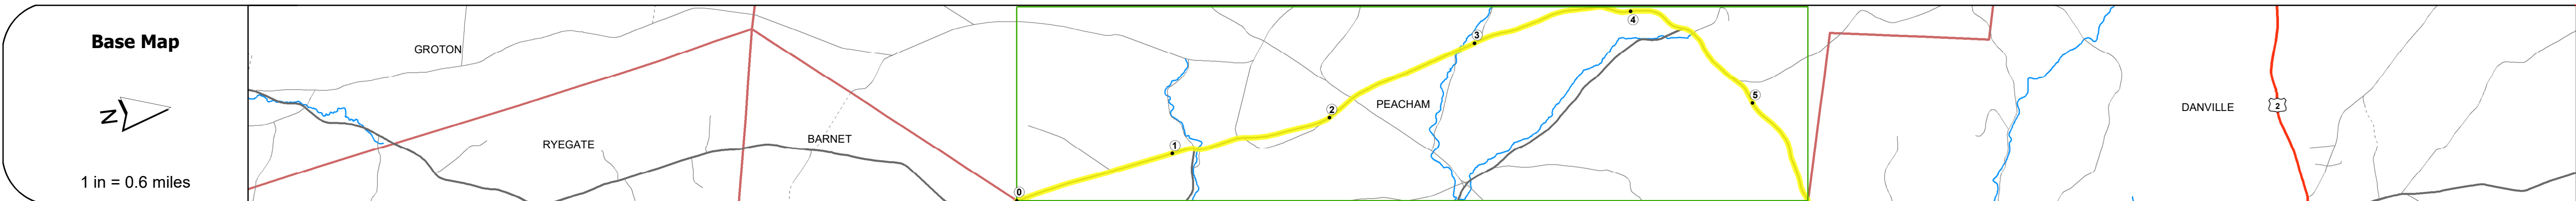 Base Map
N
1 in = 0.6 miles
GROTON
RYEGATE
BARNET
0
1
2
3
4
5
PEACHAM
DANVILLE
2